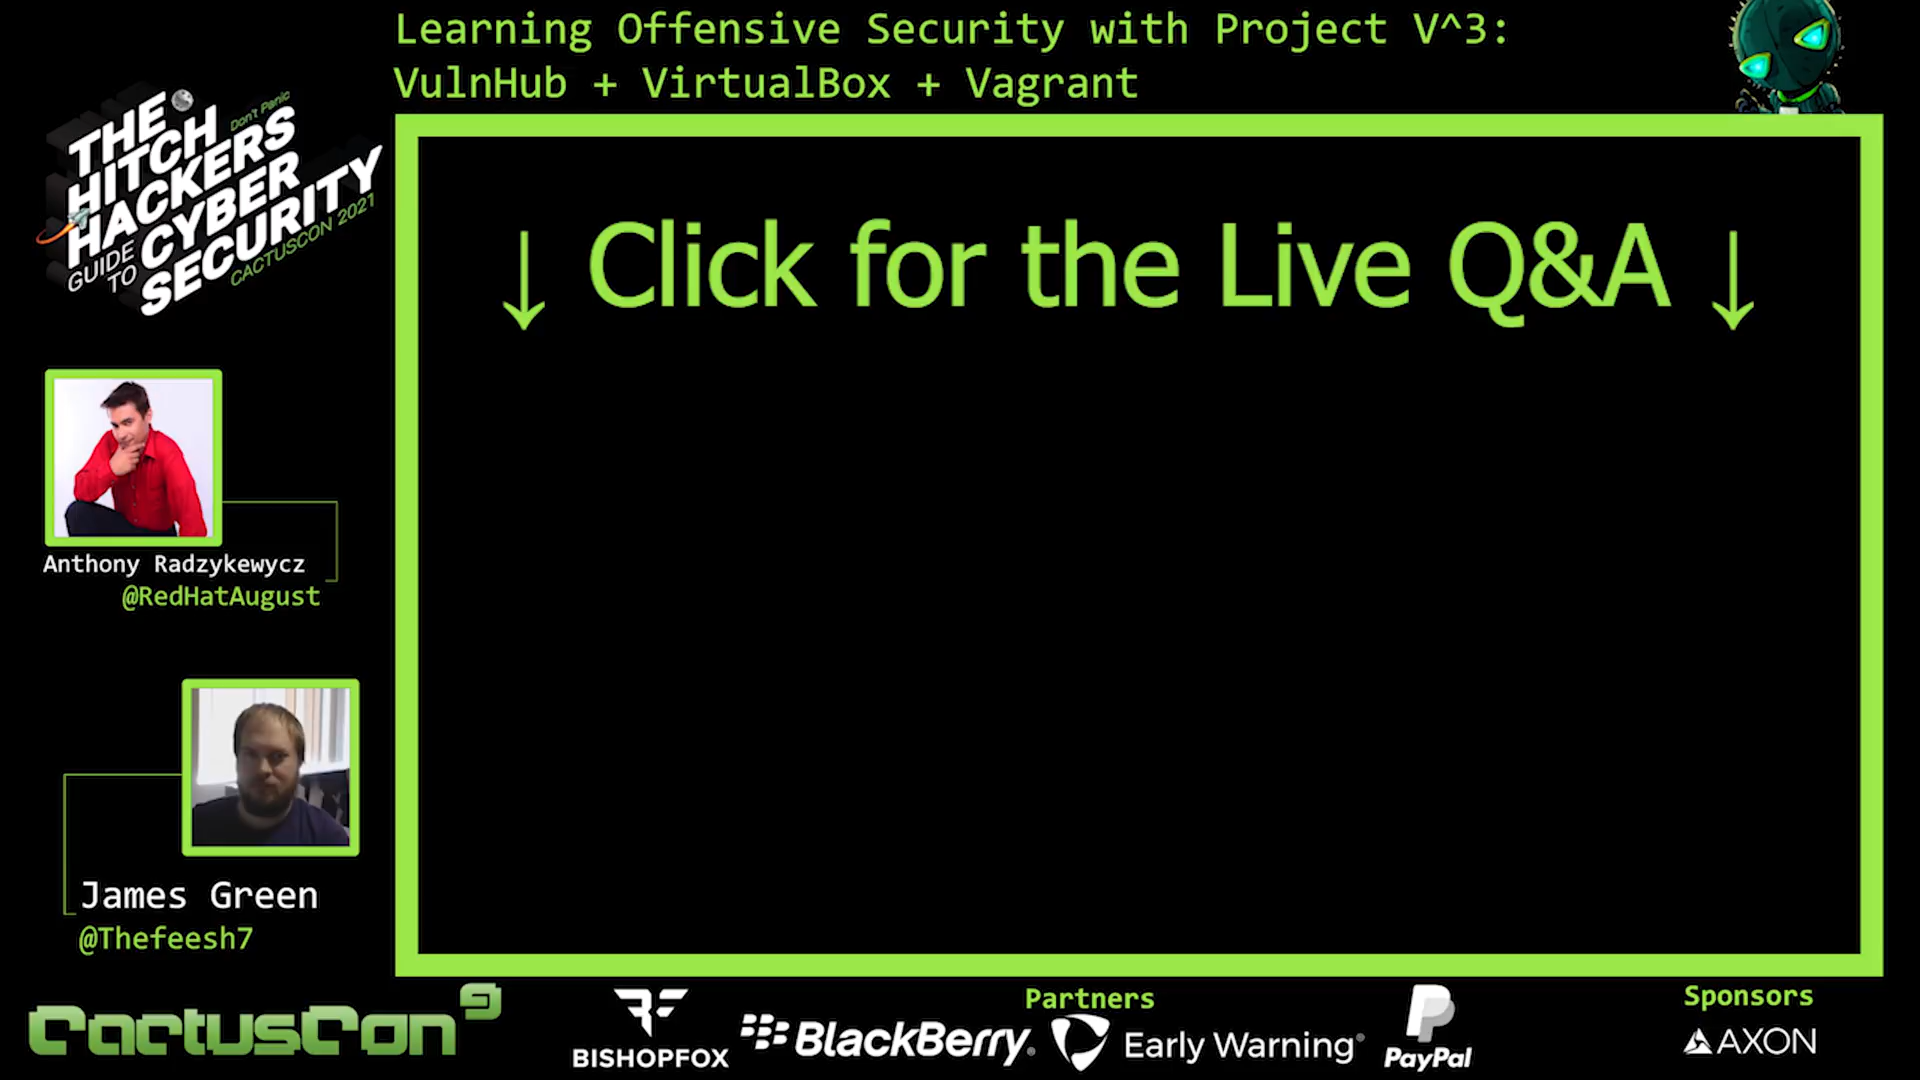 Learning Offensive Security with Project V^3:
VulnHub + VirtualBox + Vagrant
THE
HITCH
Don't Panic
HACKERS
GUIDE
TO
CYBER
SECURITY
CACTUSCON 2021
↓ Click for the Live Q&A ↓
Anthony Radzykewycz
@RedHatAugust
James Green
@Thefeesh7
CactusCon 9
Partners
BISHOPFOX
BlackBerry®
Early Warning®
PayPal
Sponsors
AXON